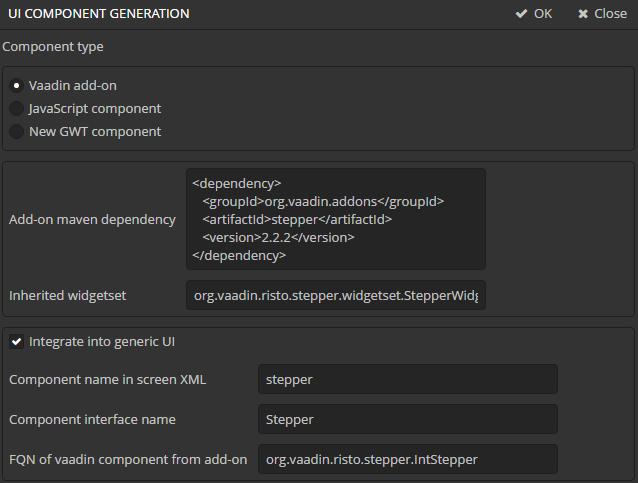 UI COMPONENT GENERATION
OK
Close
Component type
Vaadin add-on
JavaScript component
New GWT component
Add-on maven dependency
<dependency>
<groupId>org.vaadin.addons</groupId>
<artifactId>stepper</artifactId>
<version>2.2.2</version>
</dependency>
Inherited widgetset
org.vaadin.risto.stepper.widgetset.StepperWidg
Integrate into generic UI
Component name in screen XML
stepper
Component interface name
Stepper
FQN of vaadin component from add-on
org.vaadin.risto.stepper.IntStepper